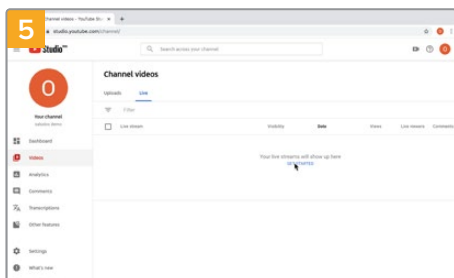 5
Channel videos - YouTube St
studio.youtube.com/channel/
Studio
Search across your channel
O
O
O
Your channel
Channel videos
Uploads Live
Filter
Live stream Visibility Date Views Live viewers Comments
Your live streams will show up here
GET STARTED
Dashboard
Videos
Analytics
Comments
Transcriptions
Other features
Settings
What's new